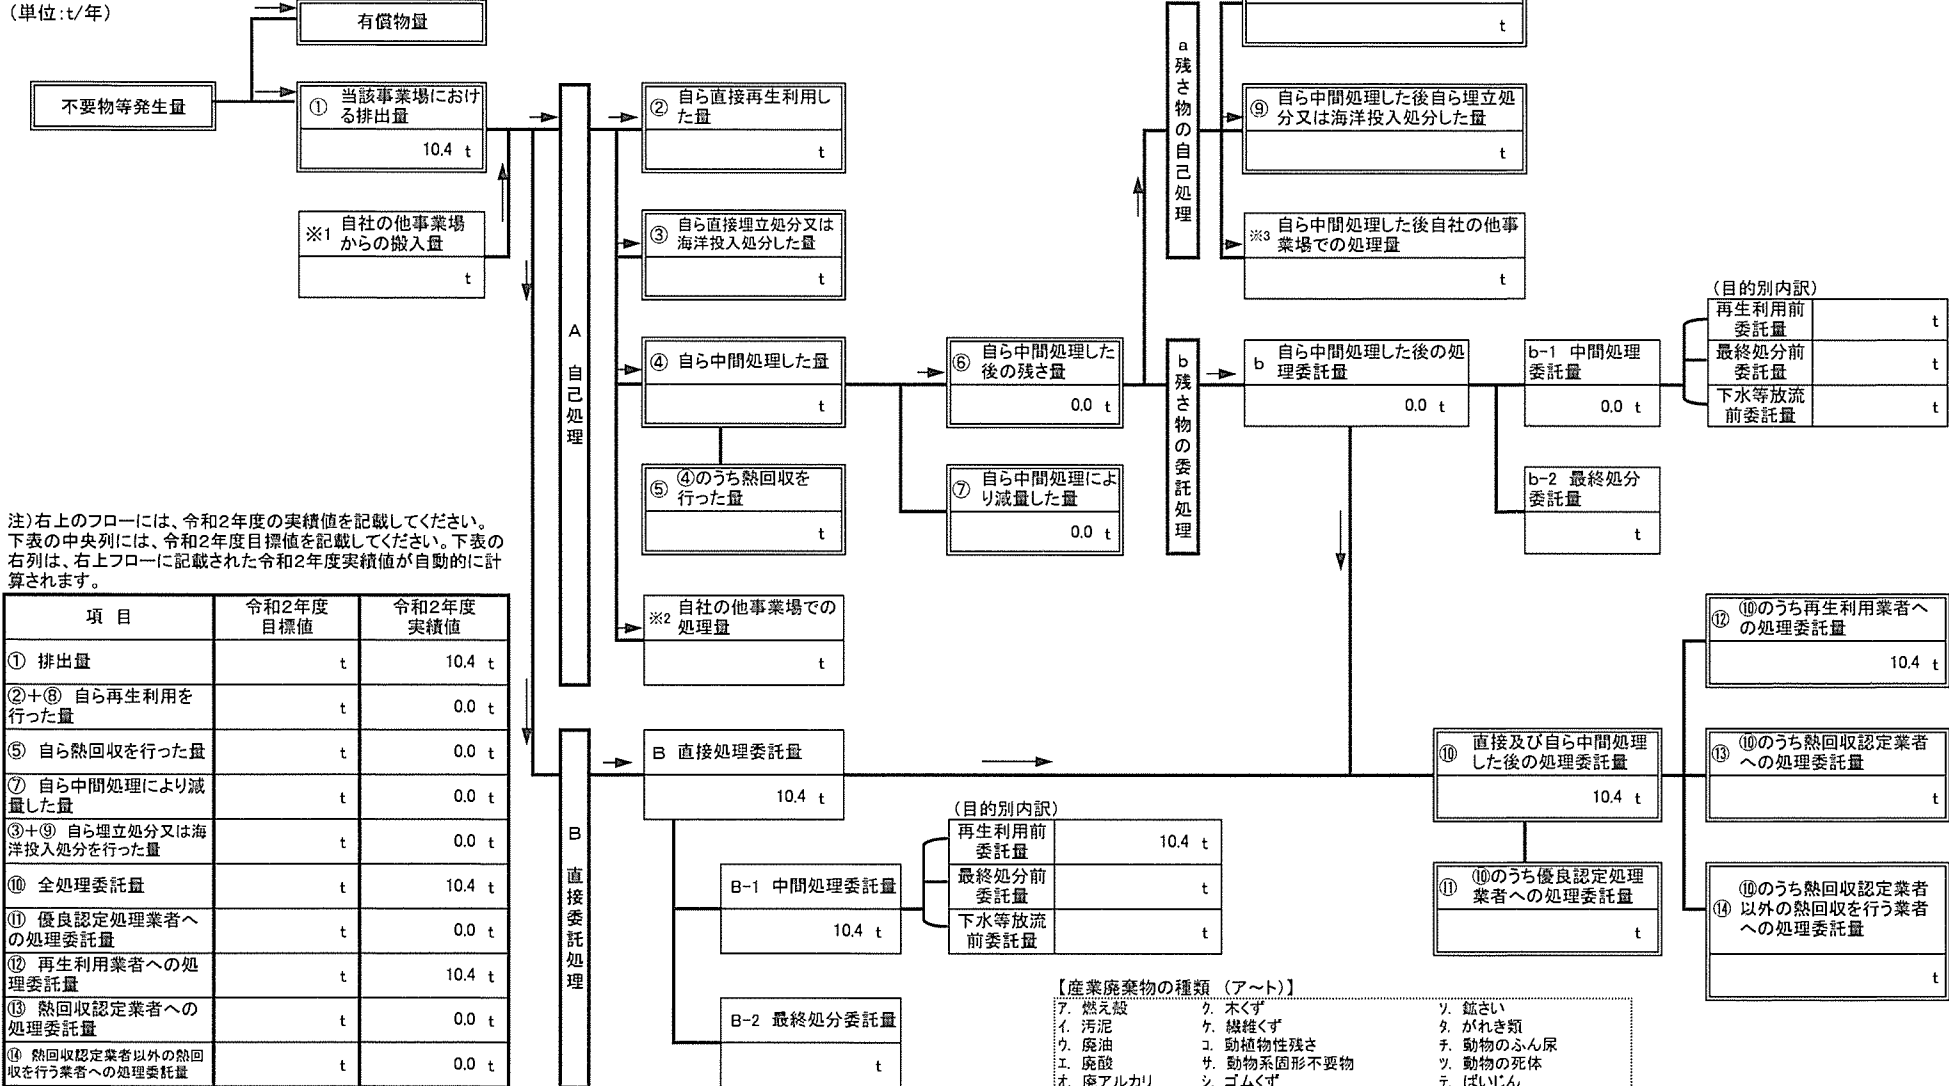 (単位:t/年)
有償物量
不要物等発生量
① 当該事業場におけ
る排出量
10.4 t
※1 自社の他事業場
からの搬入量
t
A 自己処理
② 自ら直接再生利用し
た量
t
③ 自ら直接埋立処分又は
海洋投入処分した量
t
④ 自ら中間処理した量
t
⑤ ④のうち熱回収を
行った量
t
※2 自社の他事業場での
処理量
t
⑥ 自ら中間処理した
後の残さ量
0.0 t
⑦ 自ら中間処理によ
り減量した量
0.0 t
a 残さ物の自己処理
t
⑨ 自ら中間処理した後自ら埋立処
分又は海洋投入処分した量
t
※3 自ら中間処理した後自社の他事
業場での処理量
t
b 残さ物の委託処理
b 自ら中間処理した後の処
理委託量
0.0 t
b-1 中間処理
委託量
0.0 t
b-2 最終処分
委託量
t
(目的別内訳)
再生利用前
委託量 t
最終処分前
委託量 t
下水等放流
前委託量 t
注)右上のフローには、令和2年度の実績値を記載してください。
下表の中央列には、令和2年度目標値を記載してください。下表の
右列は、右上フローに記載された令和2年度実績値が自動的に計
算されます。
項 目 令和2年度
目標値 令和2年度
実績値
① 排出量 t 10.4 t
②+⑧ 自ら再生利用を
行った量 t 0.0 t
⑤ 自ら熱回収を行った量 t 0.0 t
⑦ 自ら中間処理により減
量した量 t 0.0 t
③+⑨ 自ら埋立処分又は海
洋投入処分を行った量 t 0.0 t
⑩ 全処理委託量 t 10.4 t
⑪ 優良認定処理業者へ
の処理委託量 t 0.0 t
⑫ 再生利用業者への処
理委託量 t 10.4 t
⑬ 熱回収認定業者への
処理委託量 t 0.0 t
⑭ 熱回収認定業者以外の熱回
収を行う業者への処理委託量 t 0.0 t
B 直接委託処理
B 直接処理委託量
10.4 t
B-1 中間処理委託量
10.4 t
B-2 最終処分委託量
t
(目的別内訳)
再生利用前
委託量 10.4 t
最終処分前
委託量 t
下水等放流
前委託量 t
⑩ 直接及び自ら中間処理
した後の処理委託量
10.4 t
⑪ ⑩のうち優良認定処理
業者への処理委託量
t
⑫ ⑩のうち再生利用業者へ
の処理委託量
10.4 t
⑬ ⑩のうち熱回収認定業者
への処理委託量
t
⑭ ⑩のうち熱回収認定業者
以外の熱回収を行う業者
への処理委託量
t
【産業廃棄物の種類 (ア~ト)】
ア. 燃え殻 ク. 木くず ソ. 鉱さい
イ. 汚泥 ケ. 繊維くず タ. がれき類
ウ. 廃油 コ. 動植物性残さ チ. 動物のふん尿
エ. 廃酸 サ. 動物系固形不要物 ツ. 動物の死体
オ. 廃アルカリ シ. ゴムくず テ. ばいじん